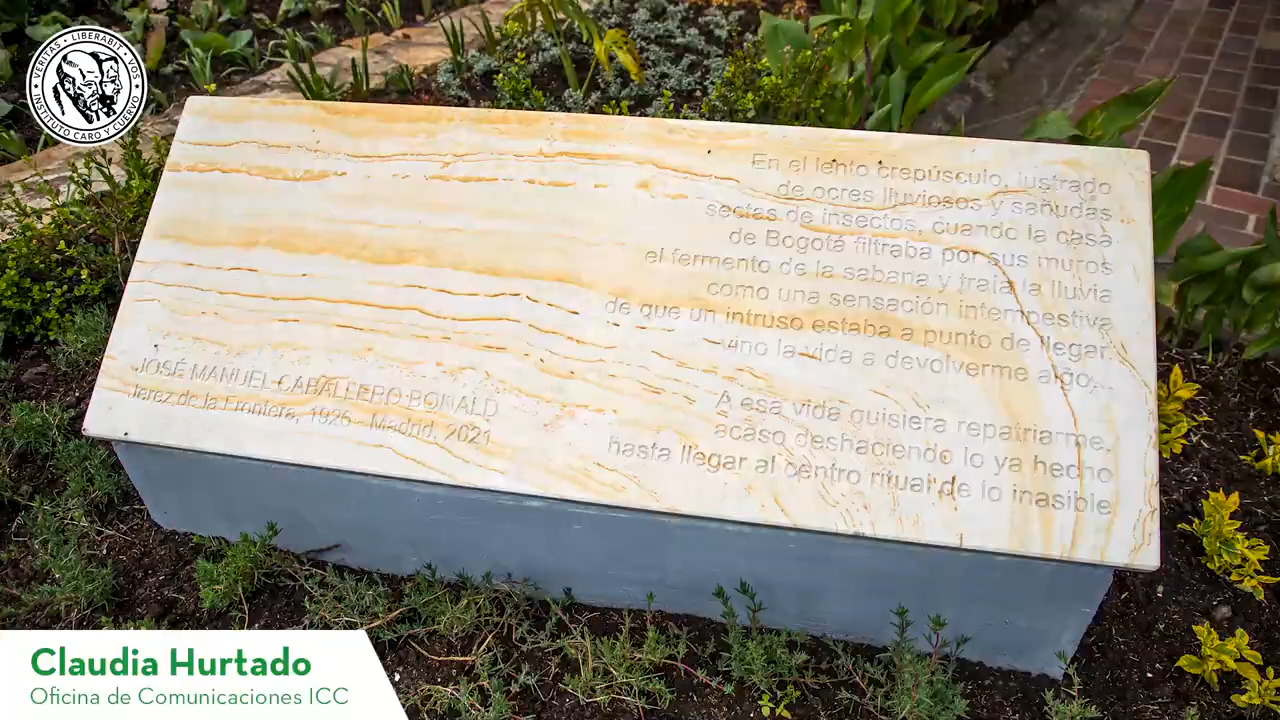 VERITAS • LIBERABIT • VOS
INSTITUTO CARO Y CUERVO
En el lento crepúsculo, lustrado
de ocres lluviosos y sañudas
sectas de insectos, cuando la casa
de Bogotá filtraba por sus muros
el fermento de la sabana y traía la lluvia
como una sensación intempestiva
de que un intruso estaba a punto de llegar,
vino la vida a devolverme algo...
A esa vida quisiera repatriarme,
acaso deshaciendo lo ya hecho
hasta llegar al centro ritual de lo inasible
JOSÉ MANUEL CABALLERO BONALD
Jerez de la Frontera, 1926 - Madrid, 2021
Claudia Hurtado
Oficina de Comunicaciones ICC